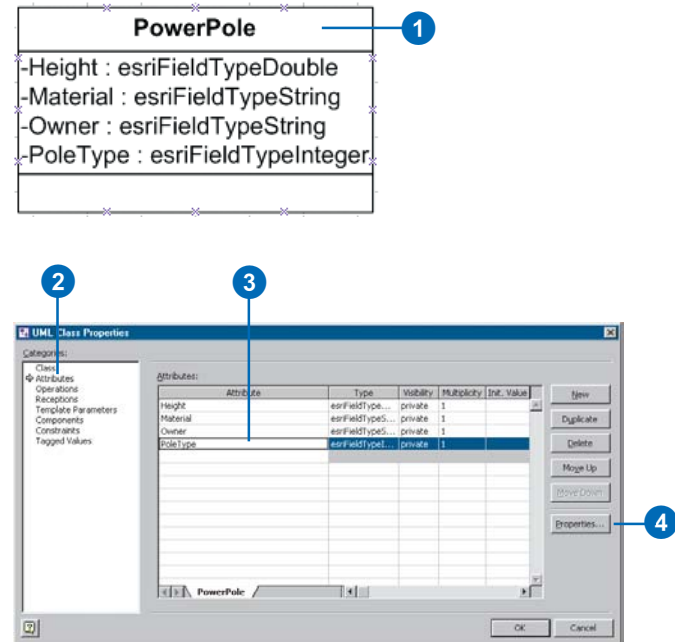 PowerPole
1
-Height : esriFieldTypeDouble
-Material : esriFieldTypeString
-Owner : esriFieldTypeString
-PoleType : esriFieldTypeInteger
2
3
UML Class Properties
Categories:
Class
Attributes
Operations
Receptions
Template Parameters
Components
Constraints
Tagged Values
Attributes:
Attribute Type Visibility Multiplicity Init. Value
Height esriFieldType... private 1
Material esriFieldTypeS... private 1
Owner esriFieldTypeS... private 1
PoleType esriFieldTypeI... private 1
PowerPole
New
Duplicate
Delete
Move Up
Move Down
Properties...
4
OK Cancel